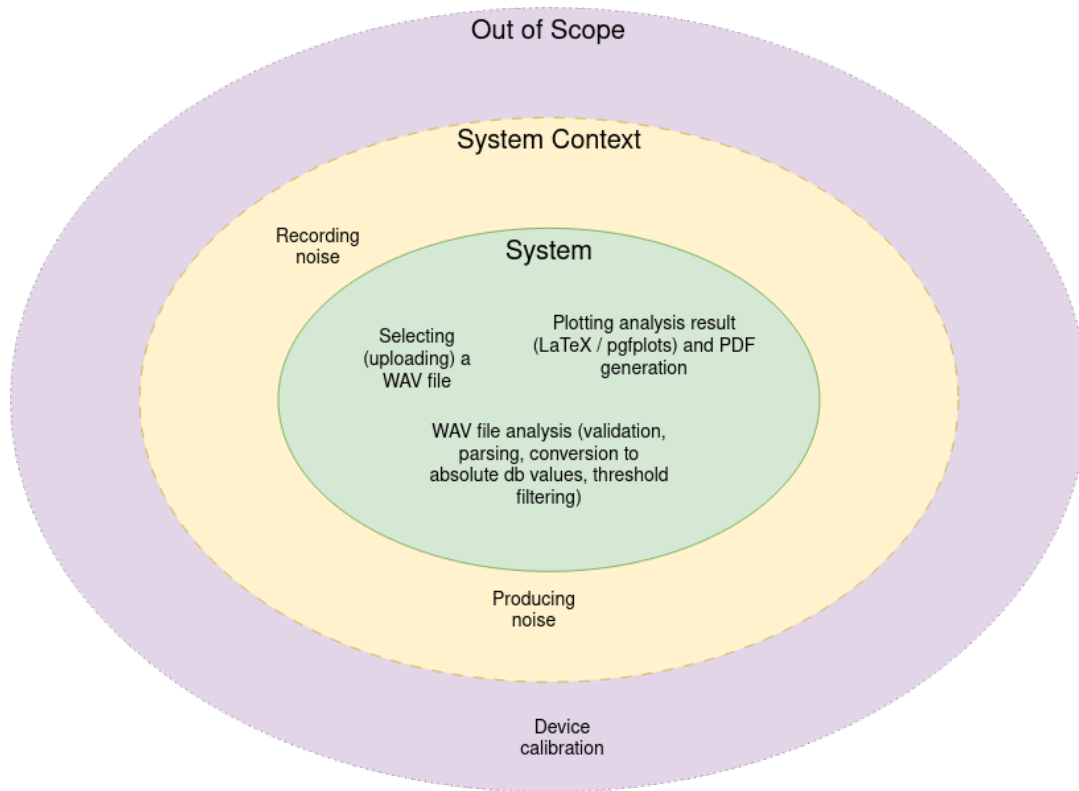 Out of Scope
System Context
Recording
noise
System
Selecting
(uploading) a
WAV file
Plotting analysis result
(LaTeX / pgfplots) and PDF
generation
WAV file analysis (validation,
parsing, conversion to
absolute db values, threshold
filtering)
Producing
noise
Device
calibration